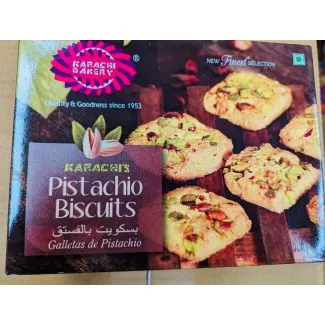 KARACHI
BAKERY
®
Quality & Goodness since 1953
NEW Finest SELECTION
KARACHI'S
Pistachio
Biscuits
بسكويت بالفستق
Galletas de Pistachio